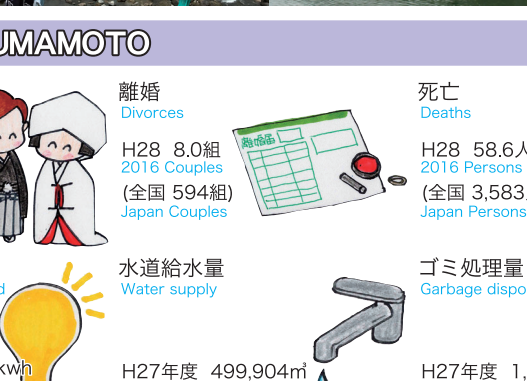 UMAMOTO
離婚
Divorces
H28 8.0組
2016 Couples
(全国 594組)
Japan Couples
離婚届
死亡
Deaths
H28 58.6人
2016 Persons
(全国 3,583
Japan Persons
水道給水量
Water supply
H27年度 499,904㎥
ゴミ処理量
Garbage dispo
H27年度 1,
d
kwh